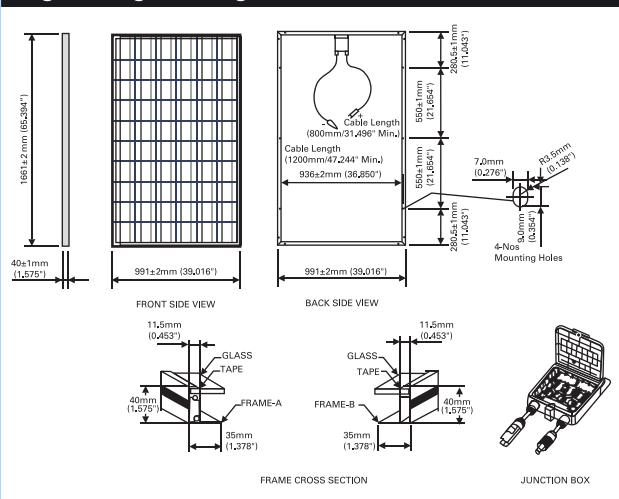 1661±2 mm (65.394")
40±1mm
(1.575")
991±2mm (39.016")
FRONT SIDE VIEW
Cable Length
(800mm/31.496" Min.)
Cable Length
(1200mm/47.244" Min.)
936±2mm (36.850")
- +
280.5±1mm
(11.043")
550±1mm
(21.654")
550±1mm
(21.654")
280.5±1mm
(11.043")
991±2mm (39.016")
BACK SIDE VIEW
7.0mm
(0.276")
R3.5mm
(0.138")
9.0mm
(0.354")
4-Nos
Mounting Holes
11.5mm
(0.453")
GLASS
TAPE
40mm
(1.575")
FRAME-A
35mm
(1.378")
11.5mm
(0.453")
GLASS
TAPE
FRAME-B
40mm
(1.575")
35mm
(1.378")
FRAME CROSS SECTION
JUNCTION BOX